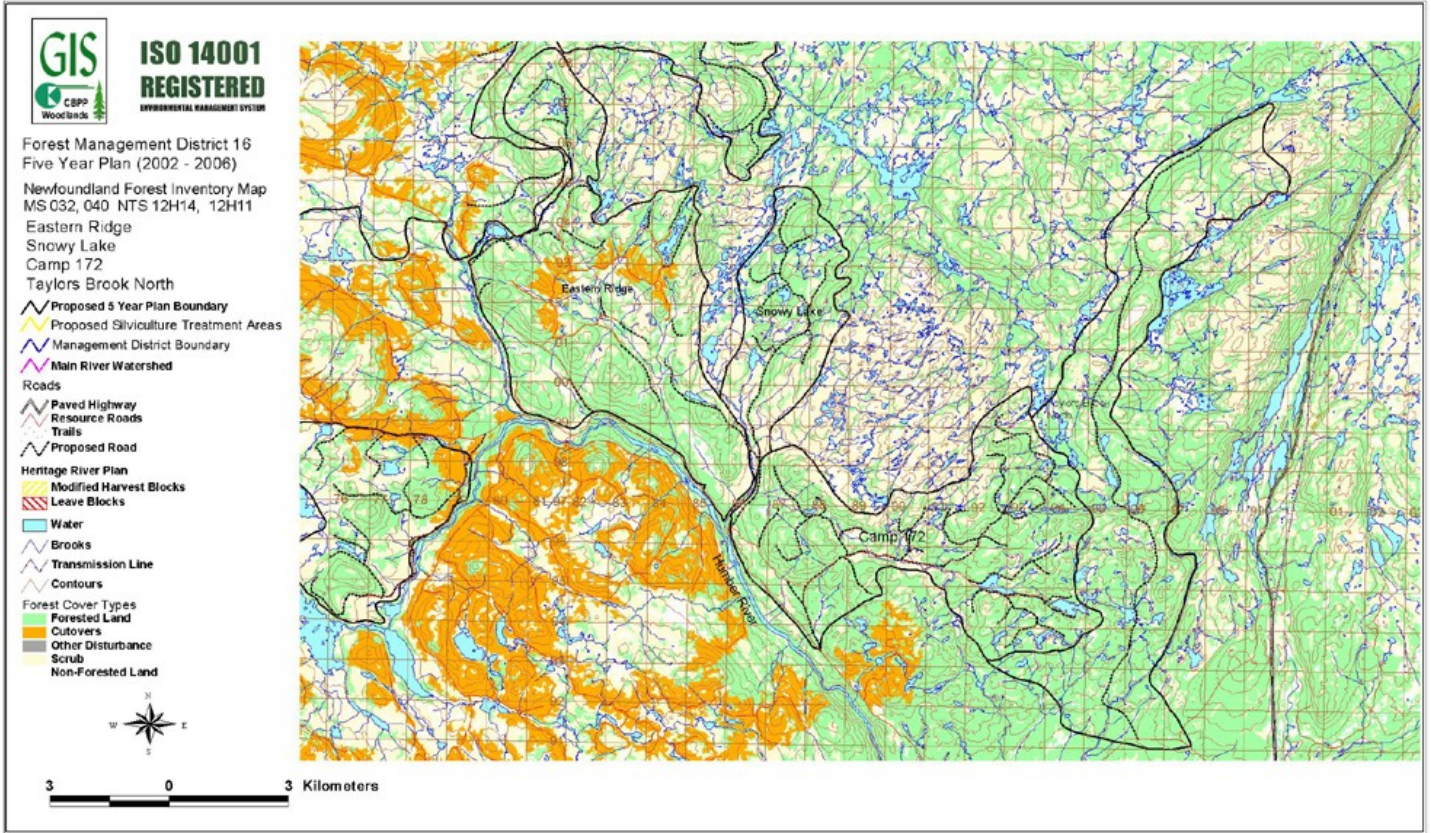 GIS
CBPP
Woodlands
ISO 14001
REGISTERED
ENVIRONMENTAL MANAGEMENT SYSTEM
Forest Management District 16
Five Year Plan (2002 - 2006)
Newfoundland Forest Inventory Map
MS 032, 040 NTS 12H14, 12H11
Eastern Ridge
Snowy Lake
Camp 172
Taylors Brook North
Proposed 5 Year Plan Boundary
Proposed Silviculture Treatment Areas
Management District Boundary
Main River Watershed
Roads
Paved Highway
Resource Roads
Trails
Proposed Road
Heritage River Plan
Modified Harvest Blocks
Leave Blocks
Water
Brooks
Transmission Line
Contours
Forest Cover Types
Forested Land
Cutovers
Other Disturbance
Scrub
Non-Forested Land
N
W E
S
3 0 3 Kilometers
Eastern Ridge
Snowy Lake
Camp 172
Humber River